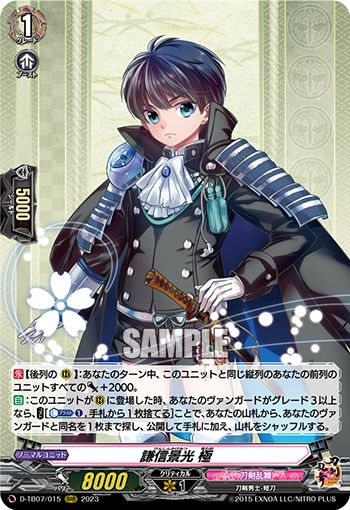 1
グレード
ブースト
5000
シールド
SAMPLE
永【後列の(R)】:あなたのターン中、このユニットと同じ縦列のあなたの前列の
ユニットすべての+2000。
自:このユニットが(R)に登場した時、あなたのヴァンガードがグレード3以上
なら、コスト[(ブラスト)1,手札から1枚捨てる]ことで、あなたの山札から、あなたの
ヴァンガードと同名を1枚まで探し、公開して手札に加え、山札をシャッフルする。
ノーマルユニット
謙信景光 極
パワー
8000
クリティカル
1
刀剣乱舞
刀剣男士・短刀
D-TB07/015 RRR 2023
©2015 EXNOA LLC/NITRO PLUS